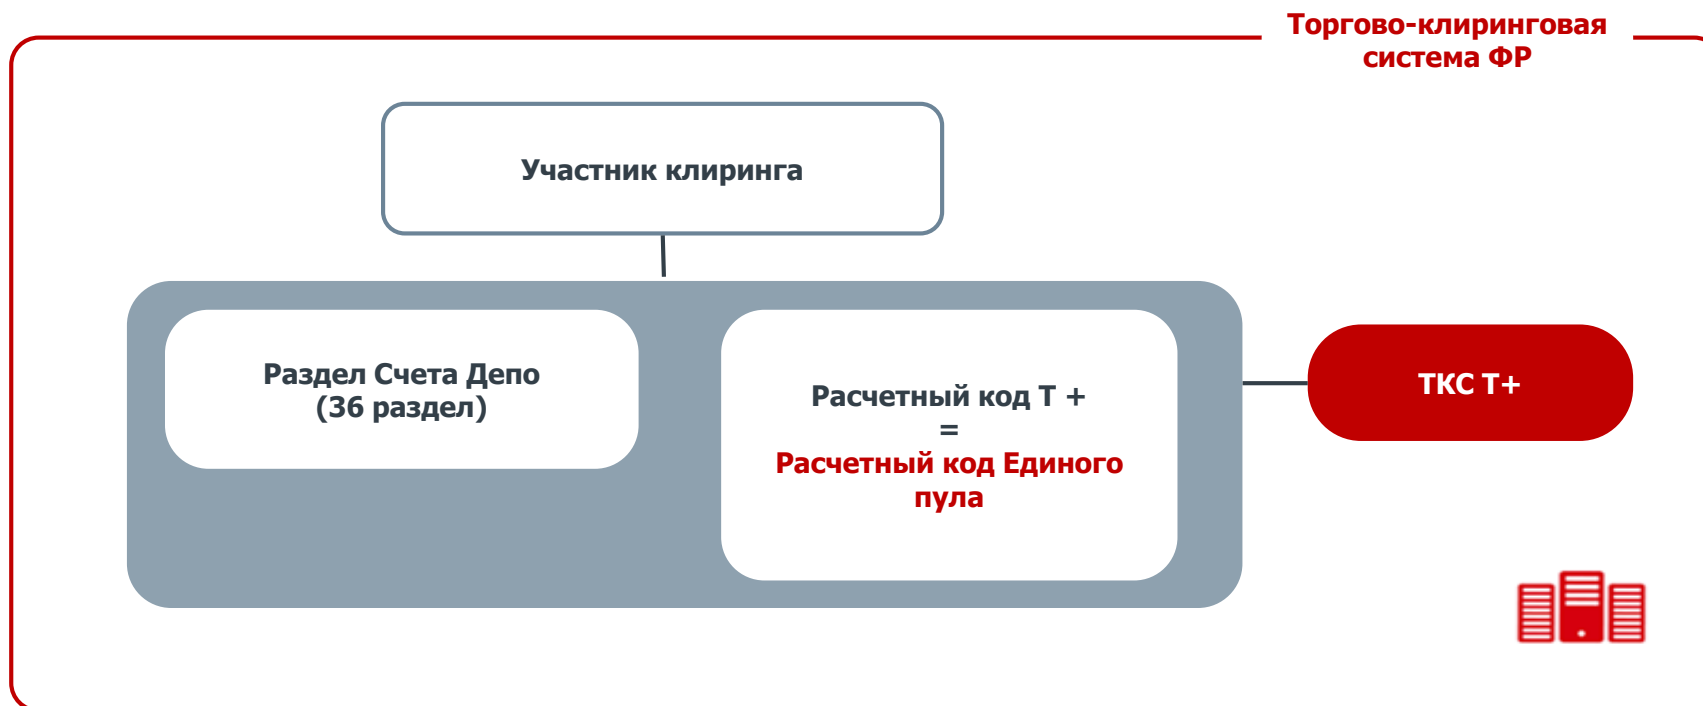 Торгово-клиринговая
система ФР
Участник клиринга
Раздел Счета Депо
(36 раздел)
Расчетный код Т +
=
Расчетный код Единого
пула
ТКС Т+